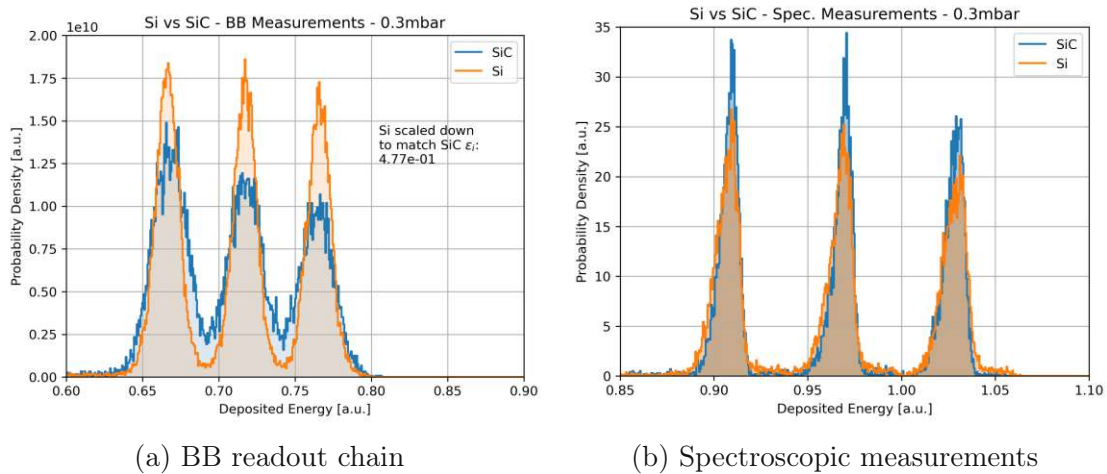 Si vs SiC - BB Measurements - 0.3mbar
1e10
2.00
1.75
1.50
1.25
1.00
0.75
0.50
0.25
0.00
Probability Density [a.u.]
SiC
Si
Si scaled down
to match SiC εi:
4.77e-01
0.60 0.65 0.70 0.75 0.80 0.85 0.90
Deposited Energy [a.u.]
(a) BB readout chain
Si vs SiC - Spec. Measurements - 0.3mbar
35
30
25
20
15
10
5
0
Probability Density [a.u.]
SiC
Si
0.85 0.90 0.95 1.00 1.05 1.10
Deposited Energy [a.u.]
(b) Spectroscopic measurements